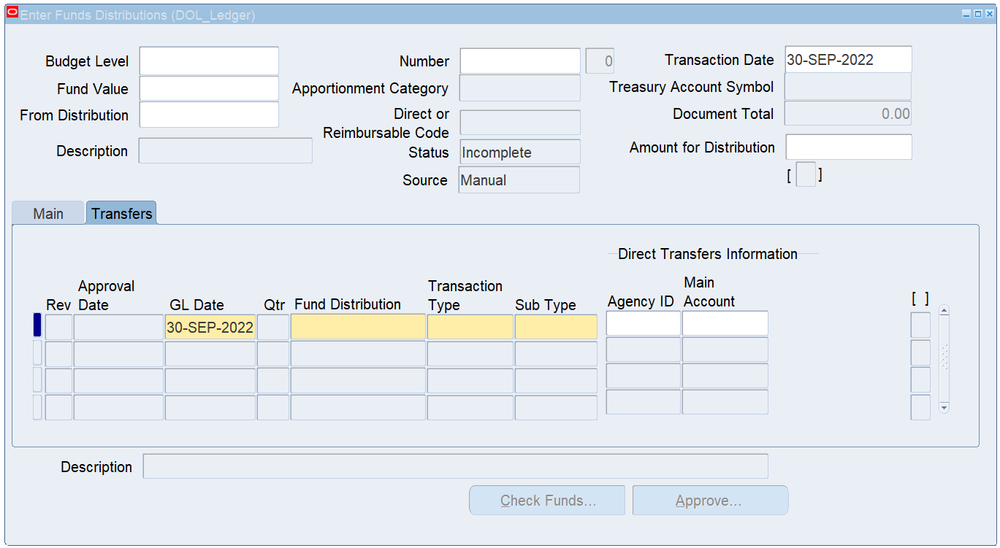 Enter Funds Distributions (DOL_Ledger)
Budget Level
Number
0
Transaction Date
30-SEP-2022
Fund Value
Apportionment Category
Treasury Account Symbol
From Distribution
Direct or
Reimbursable Code
Document Total
0.00
Description
Status
Incomplete
Amount for Distribution
Source
Manual
[ ]
Main
Transfers
Direct Transfers Information
Rev
Approval
Date
GL Date
Qtr
Fund Distribution
Transaction
Type
Sub Type
Agency ID
Main
Account
[ ]
30-SEP-2022
Description
Check Funds...
Approve...